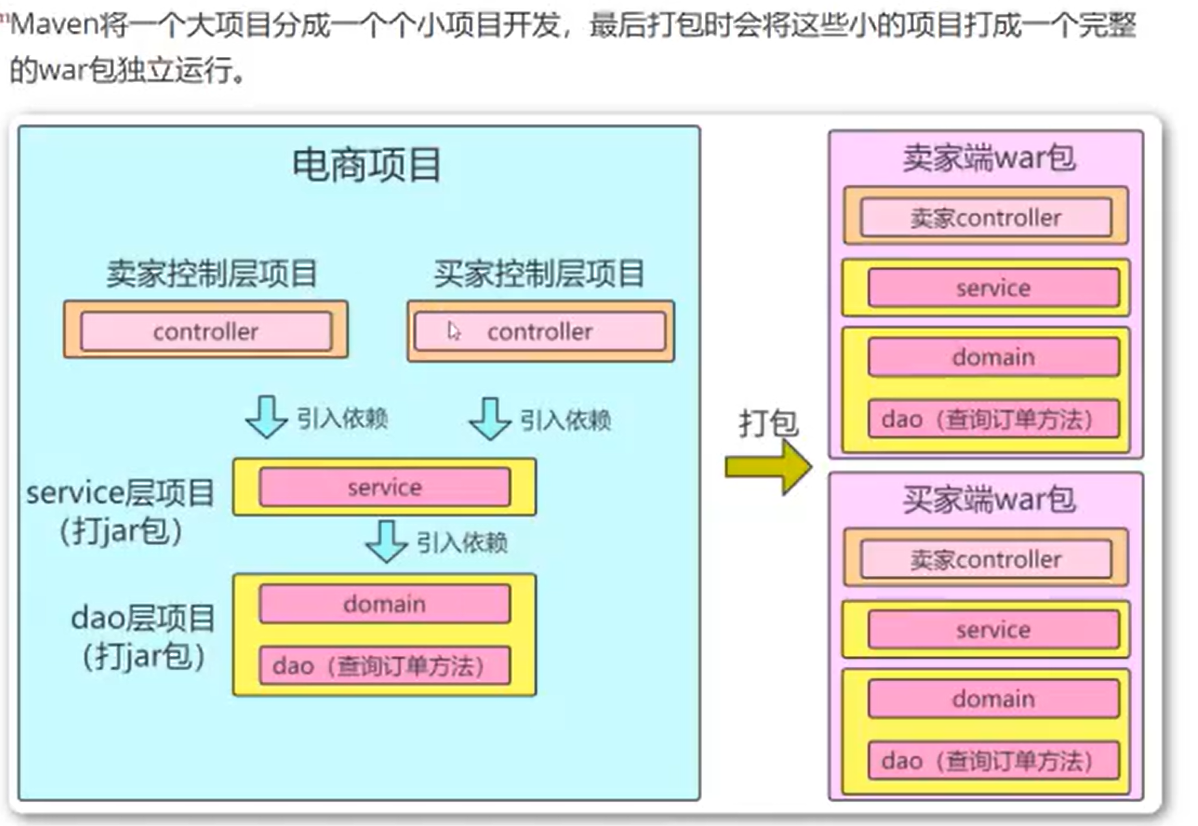 Maven将一个大项目分成一个个小项目开发，最后打包时会将这些小的项目打成一个完整
的war包独立运行。
电商项目
卖家控制层项目
买家控制层项目
controller
controller
引入依赖
引入依赖
service层项目
(打jar包)
service
引入依赖
dao层项目
(打jar包)
domain
dao（查询订单方法）
打包
卖家端war包
卖家controller
service
domain
dao（查询订单方法）
买家端war包
卖家controller
service
domain
dao（查询订单方法）